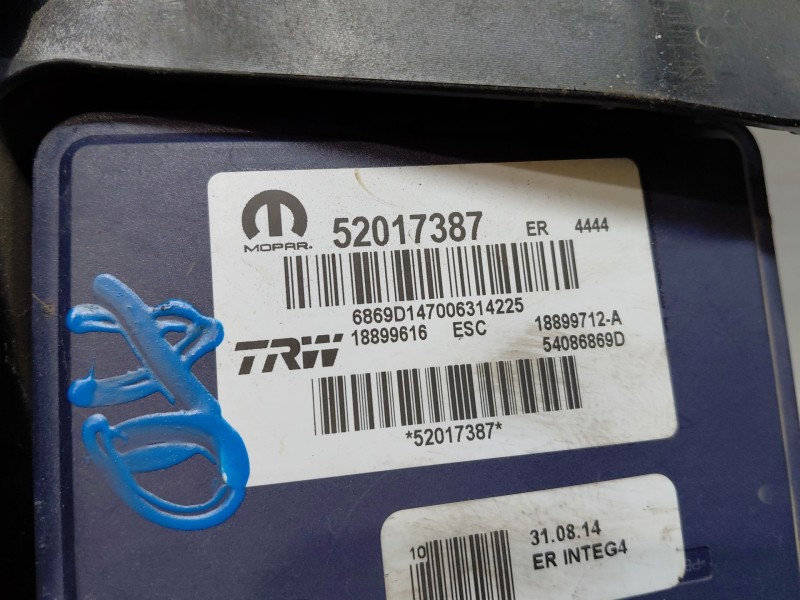 MOPAR. 52017387 ER 4444
6869D147006314225
TRW 18899616 ESC 18899712-A
54086869D
*52017387*
10 31.08.14
ER INTEG4